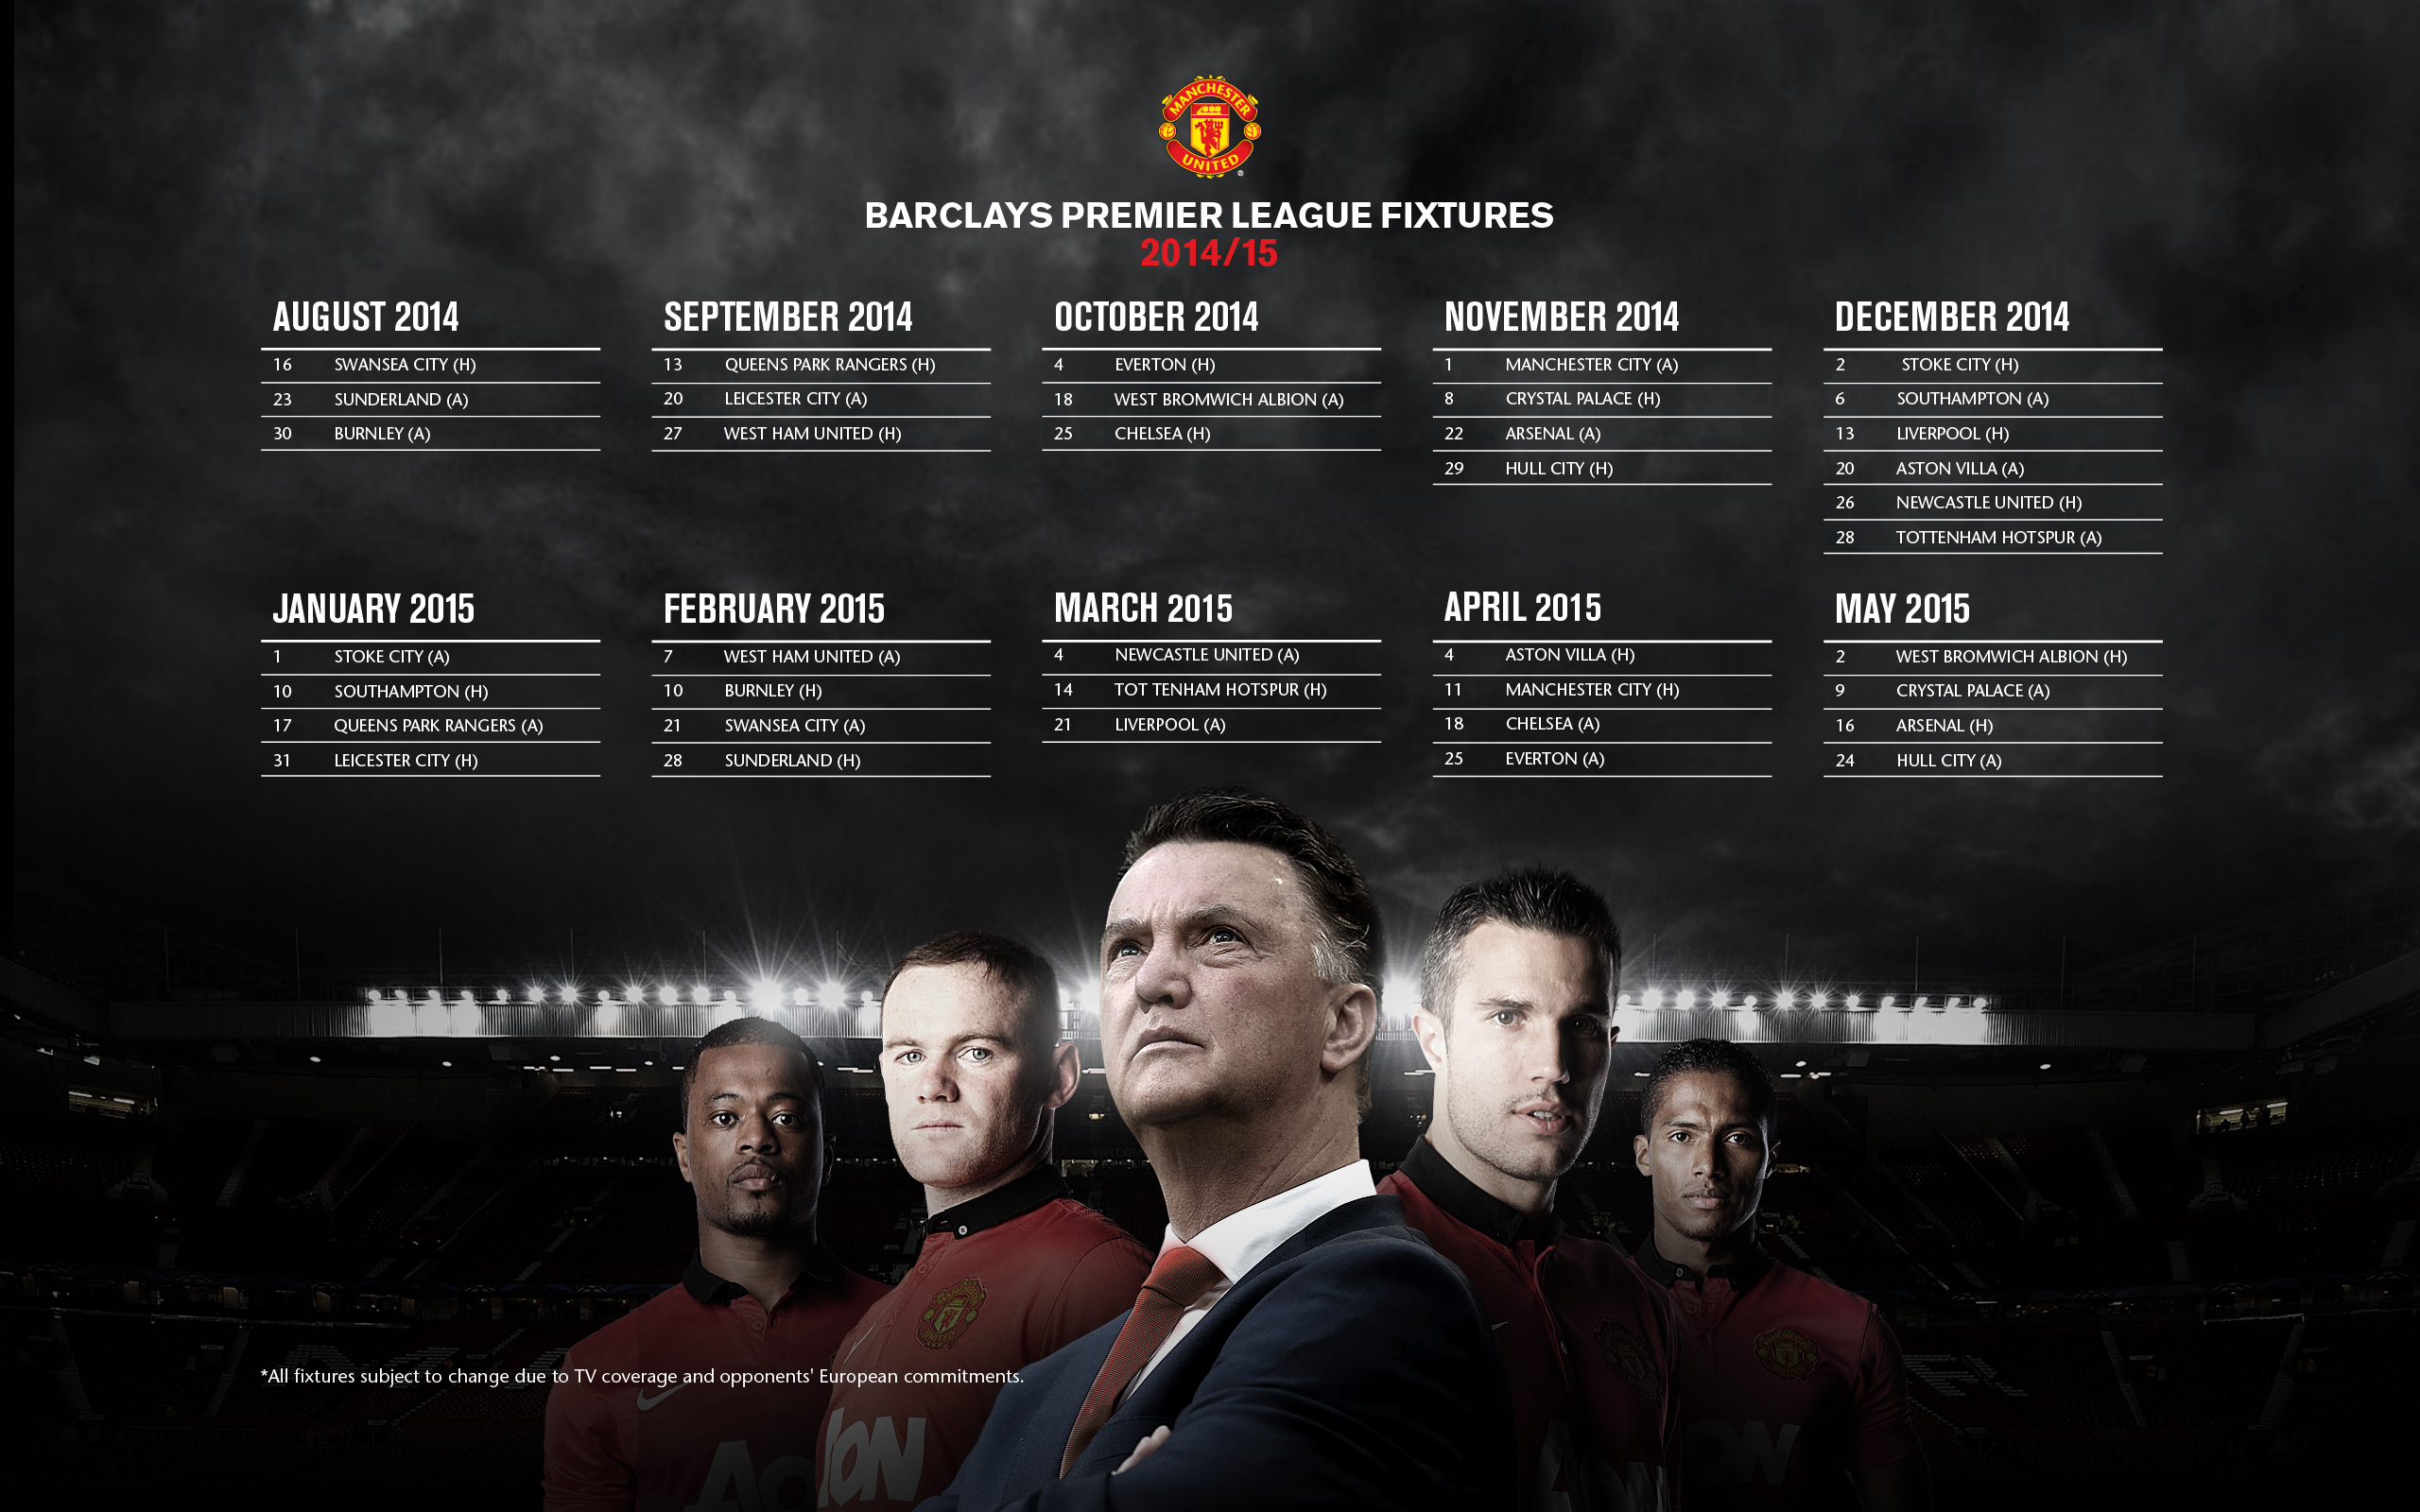 MANCHESTER
UNITED
®
BARCLAYS PREMIER LEAGUE FIXTURES
2014/15
AUGUST 2014
16 SWANSEA CITY (H)
23 SUNDERLAND (A)
30 BURNLEY (A)
SEPTEMBER 2014
13 QUEENS PARK RANGERS (H)
20 LEICESTER CITY (A)
27 WEST HAM UNITED (H)
OCTOBER 2014
4 EVERTON (H)
18 WEST BROMWICH ALBION (A)
25 CHELSEA (H)
NOVEMBER 2014
1 MANCHESTER CITY (A)
8 CRYSTAL PALACE (H)
22 ARSENAL (A)
29 HULL CITY (H)
DECEMBER 2014
2 STOKE CITY (H)
6 SOUTHAMPTON (A)
13 LIVERPOOL (H)
20 ASTON VILLA (A)
26 NEWCASTLE UNITED (H)
28 TOTTENHAM HOTSPUR (A)
JANUARY 2015
1 STOKE CITY (A)
10 SOUTHAMPTON (H)
17 QUEENS PARK RANGERS (A)
31 LEICESTER CITY (H)
FEBRUARY 2015
7 WEST HAM UNITED (A)
10 BURNLEY (H)
21 SWANSEA CITY (A)
28 SUNDERLAND (H)
MARCH 2015
4 NEWCASTLE UNITED (A)
14 TOT TENHAM HOTSPUR (H)
21 LIVERPOOL (A)
APRIL 2015
4 ASTON VILLA (H)
11 MANCHESTER CITY (H)
18 CHELSEA (A)
25 EVERTON (A)
MAY 2015
2 WEST BROMWICH ALBION (H)
9 CRYSTAL PALACE (A)
16 ARSENAL (H)
24 HULL CITY (A)
*All fixtures subject to change due to TV coverage and opponents' European commitments.
UNITED
AON